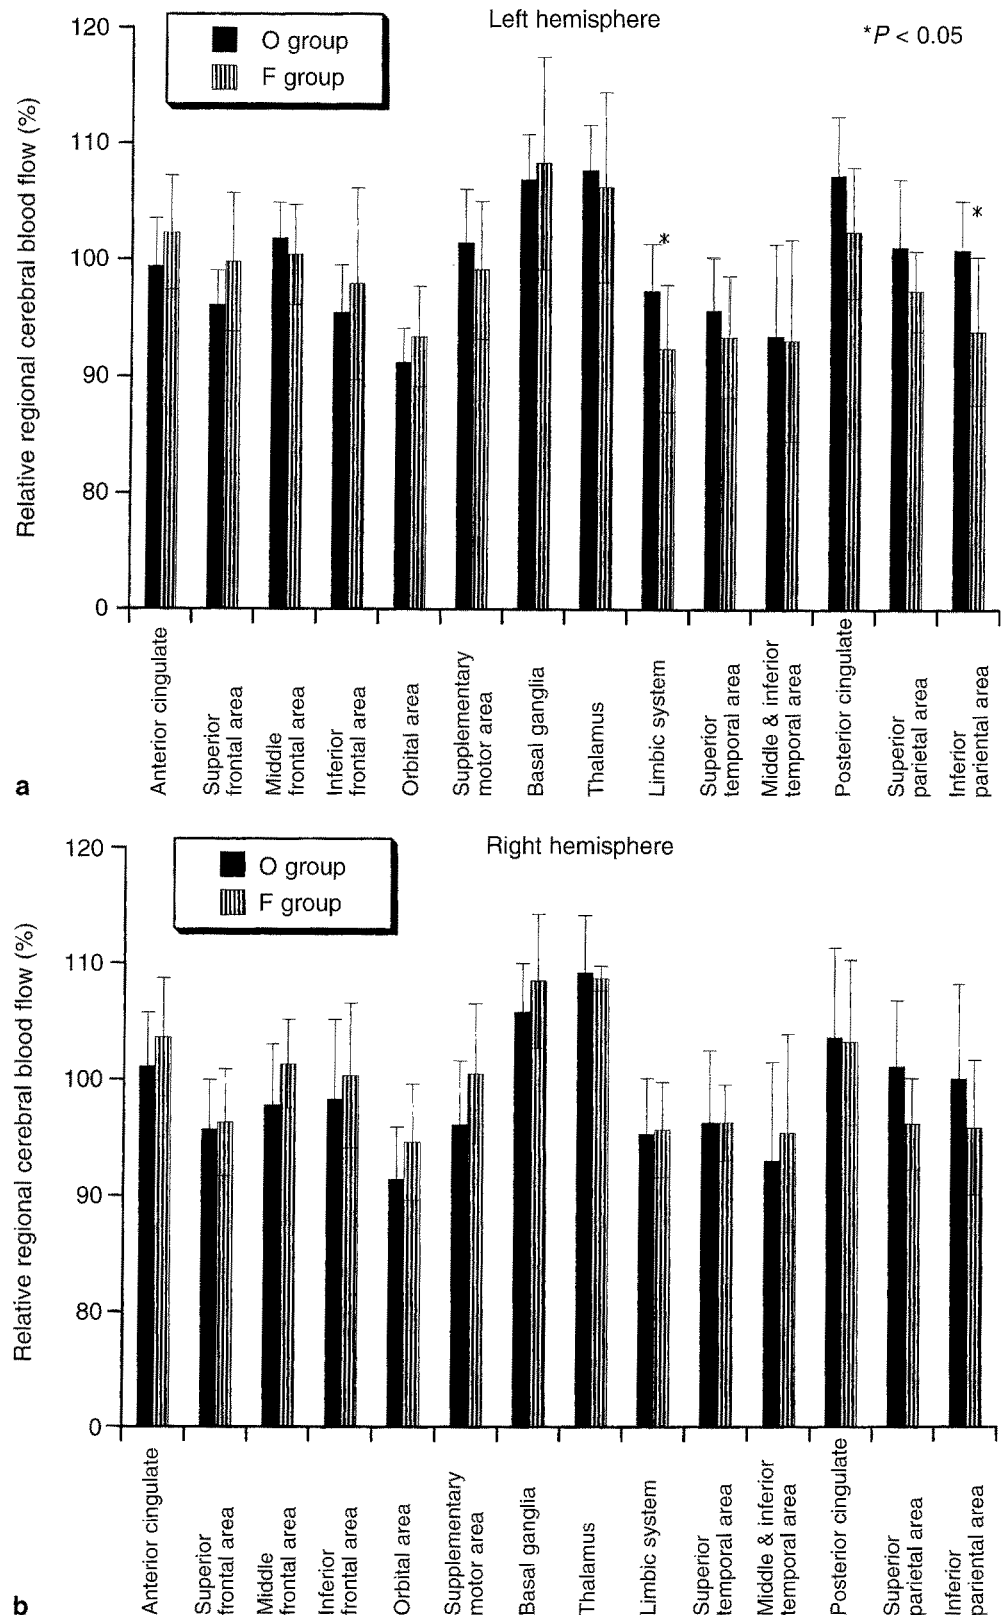 Left hemisphere
*P < 0.05
O group
F group
Relative regional cerebral blood flow (%)
120
110
100
90
80
0
*
*
Anterior cingulate
Superior
frontal area
Middle
frontal area
Inferior
frontal area
Orbital area
Supplementary
motor area
Basal ganglia
Thalamus
Limbic system
Superior
temporal area
Middle & inferior
temporal area
Posterior cingulate
Superior
parietal area
Inferior
pariental area
a
Right hemisphere
O group
F group
Relative regional cerebral blood flow (%)
120
110
100
90
80
0
Anterior cingulate
Superior
frontal area
Middle
frontal area
Inferior
frontal area
Orbital area
Supplementary
motor area
Basal ganglia
Thalamus
Limbic system
Superior
temporal area
Middle & inferior
temporal area
Posterior cingulate
Superior
parietal area
Inferior
pariental area
b